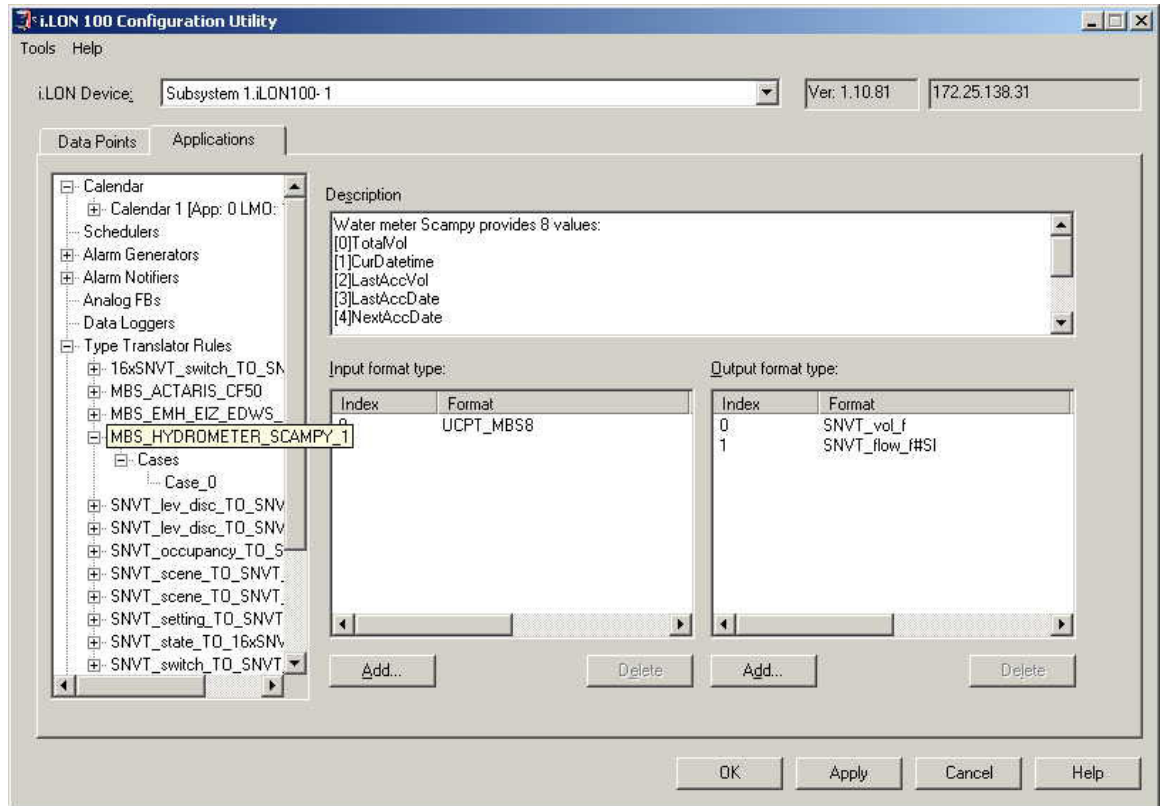 i.LON 100 Configuration Utility
Tools Help
i.LON Device: Subsystem 1.iLON100- 1 Ver: 1.10.81 172.25.138.31
Data Points Applications
Calendar
Calendar 1 [App: 0 LMO:
Schedulers
Alarm Generators
Alarm Notifiers
Analog FBs
Data Loggers
Type Translator Rules
16xSNVT_switch_TO_SN
MBS_ACTARIS_CF50
MBS_EMH_EIZ_EDWS_
MBS_HYDROMETER_SCAMPY_1
Cases
Case_0
SNVT_lev_disc_TO_SNV
SNVT_lev_disc_TO_SNV
SNVT_occupancy_TO_S
SNVT_scene_TO_SNVT_
SNVT_scene_TO_SNVT_
SNVT_setting_TO_SNVT
SNVT_state_TO_16xSNV
SNVT_switch_TO_SNVT_
Description
Water meter Scampy provides 8 values:
[0]TotalVol
[1]CurDatetime
[2]LastAccVol
[3]LastAccDate
[4]NextAccDate
Input format type:
Index Format
UCPT_MBS8
Add... Delete
Output format type:
Index Format
0 SNVT_vol_f
1 SNVT_flow_f#SI
Add... Delete
OK Apply Cancel Help